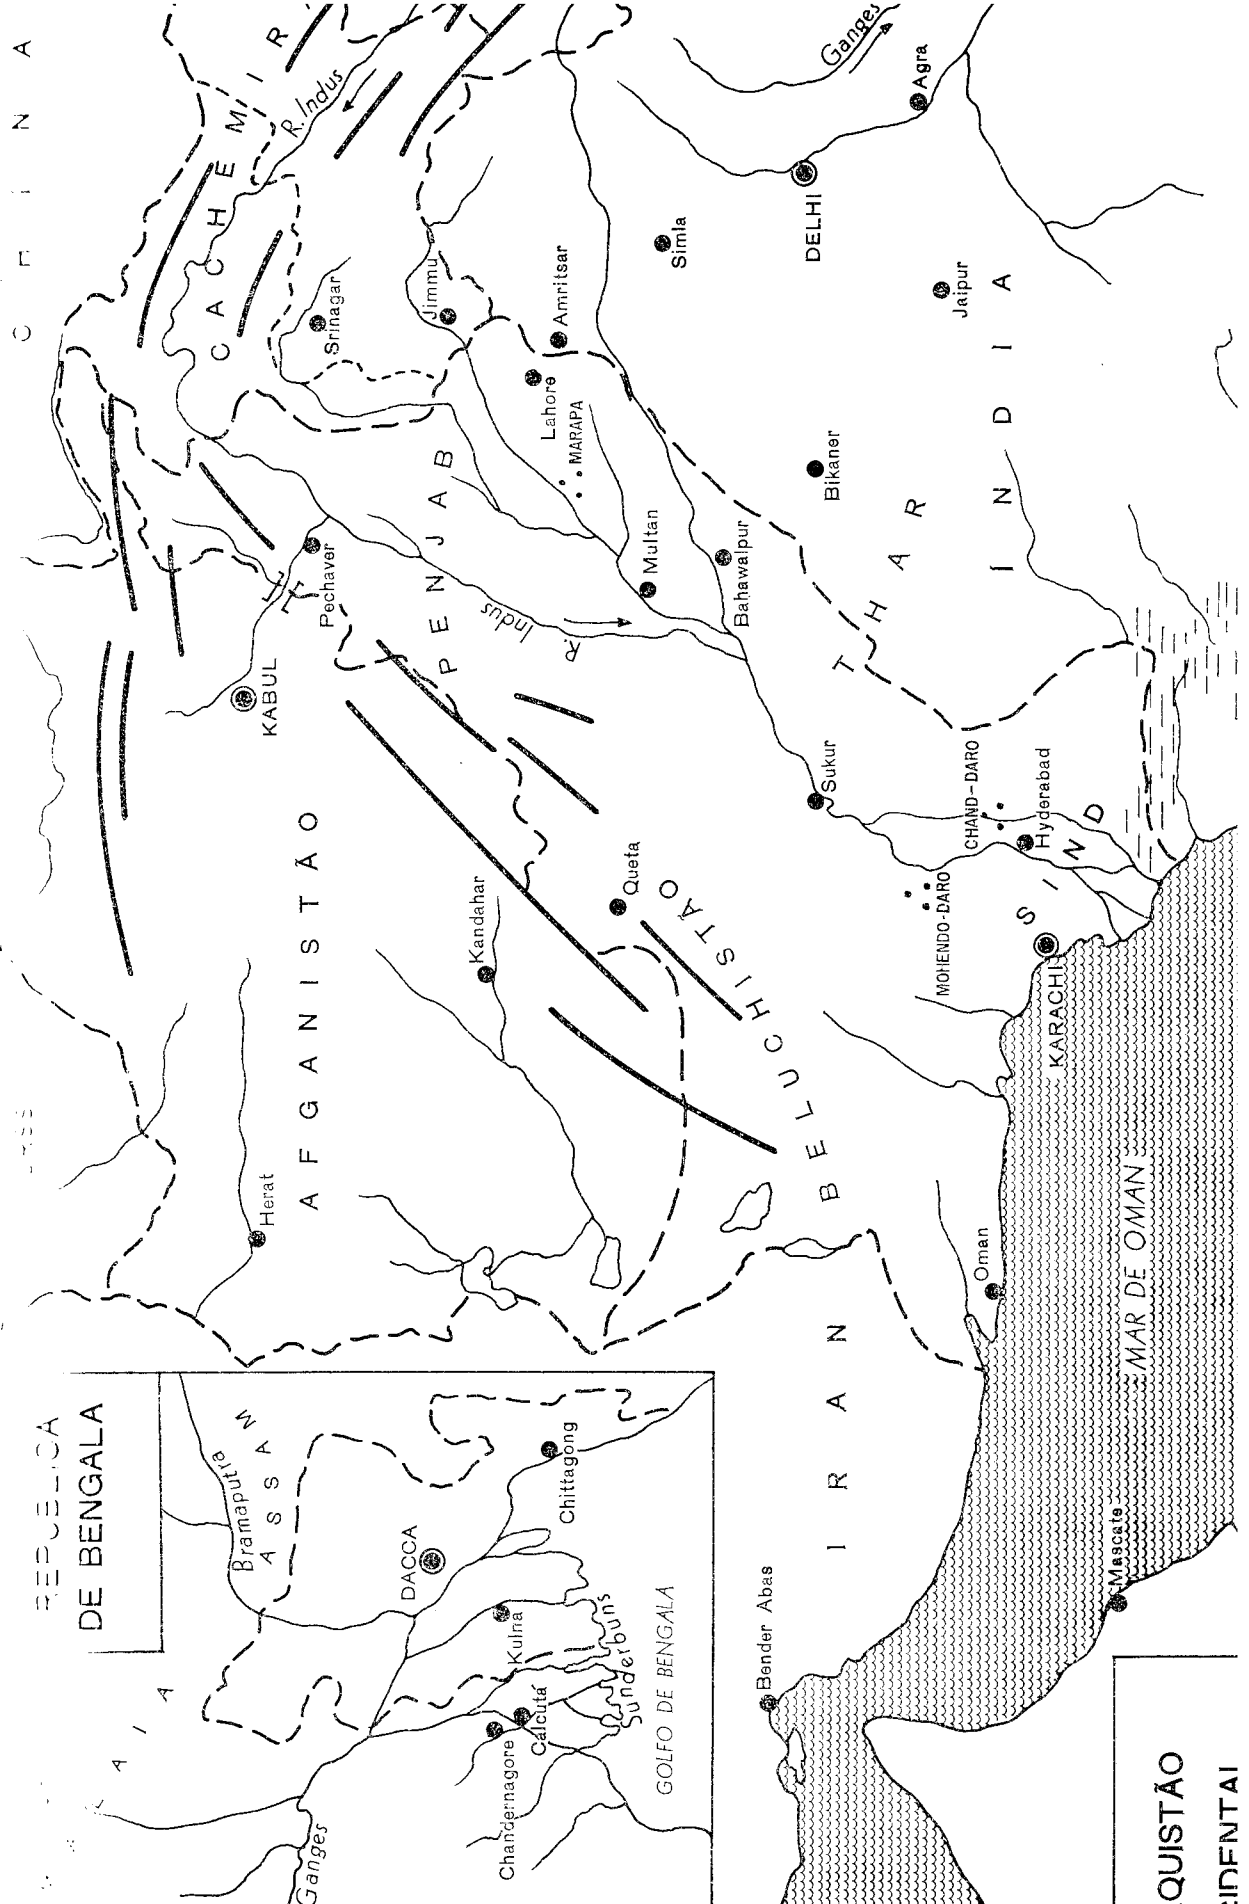 CHINA
CACHEMIR
R. Indus
Ganges
Agra
DELHI
Simla
Jaipur
Srinagar
Jimmu
Amritsar
Lahore
MARAPA
ÍNDIA
Bikaner
THAR
PENJAB
Multan
Bahawalpur
Pechaver
R. Indus
KABUL
Sukur
CHAND-DARO
Hyderabad
SIND
MOHENDO-DARO
KARACHI
AFGANISTÃO
Kandahar
Queta
BELUCHISTÃO
Herat
Oman
MAR DE OMAN
IRAN
Bender Abas
Mascate
REPÚBLICA
DE BENGALA
Bramaputra
ASSAM
DACCA
Chittagong
Kulna
Calcutá
Chandernagore
Sunderbuns
GOLFO DE BENGALA
Ganges
QUISTÃO